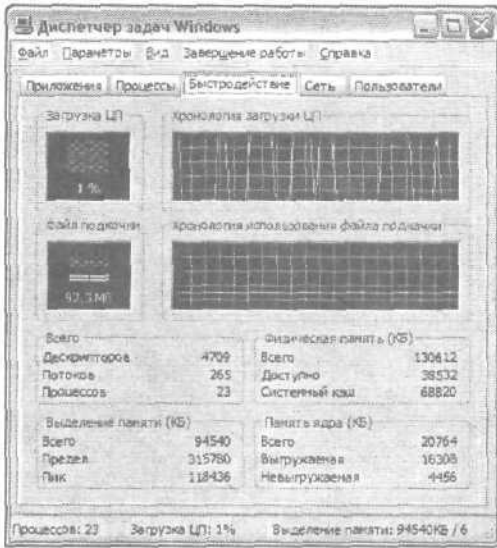 Диспетчер задач Windows
Файл Параметры Вид Завершение работы Справка
Приложения Процессы Быстродействие Сеть Пользователи
Загрузка ЦП Хронология загрузки ЦП
1 %
Файл подкачки Хронология использования файла подкачки
92,3 МБ
Всего
Дескрипторов 4709
Потоков 265
Процессов 23
Физическая память (КБ)
Всего 130612
Доступно 38532
Системный кэш 68820
Выделение памяти (КБ)
Всего 94540
Предел 315780
Пик 118436
Память ядра (КБ)
Всего 20764
Выгружаемая 16308
Невыгружаемая 4456
Процессов: 23 Загрузка ЦП: 1% Выделение памяти: 94540КБ / 6